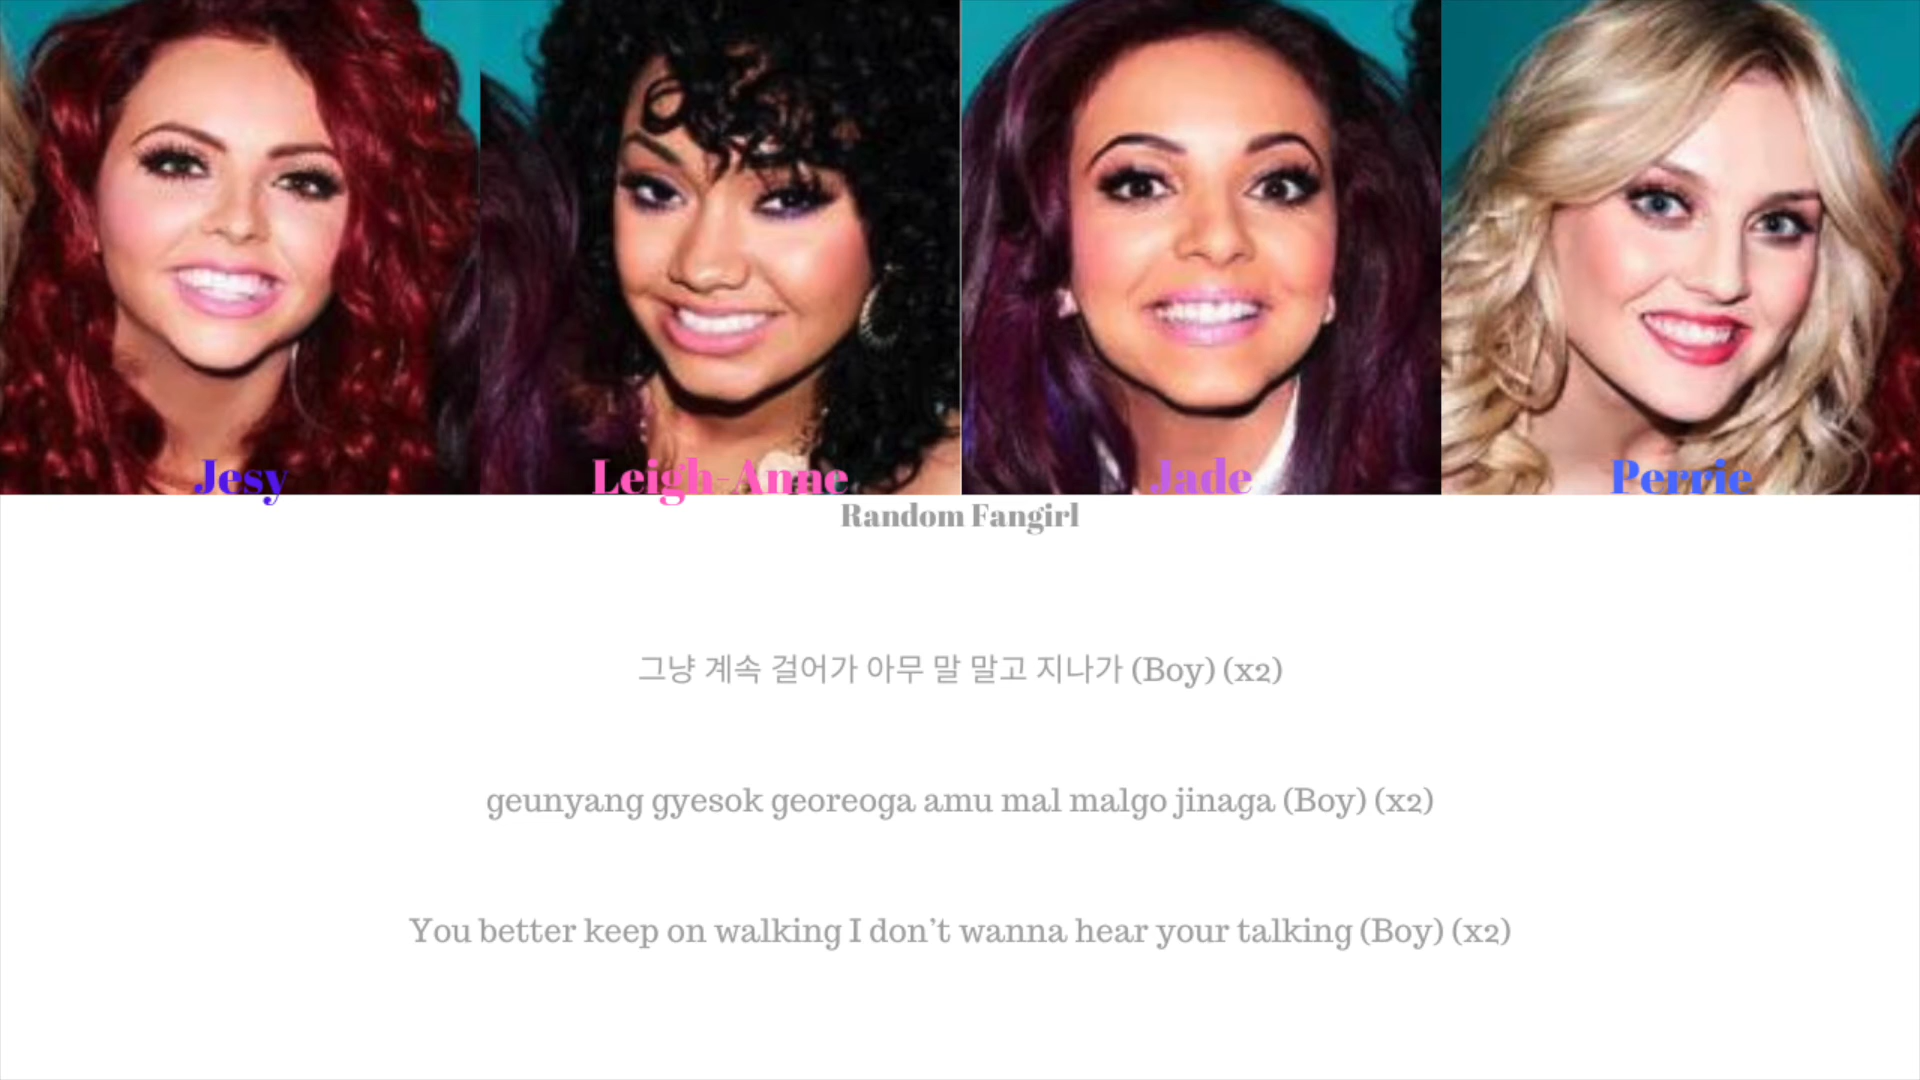 Jesy
Leigh-Anne
Jade
Perrie
Random Fangirl
그냥 계속 걸어가 아무 말 말고 지나가 (Boy) (x2)
geunyang gyesok georeoga amu mal malgo jinaga (Boy) (x2)
You better keep on walking I don’t wanna hear your talking (Boy) (x2)